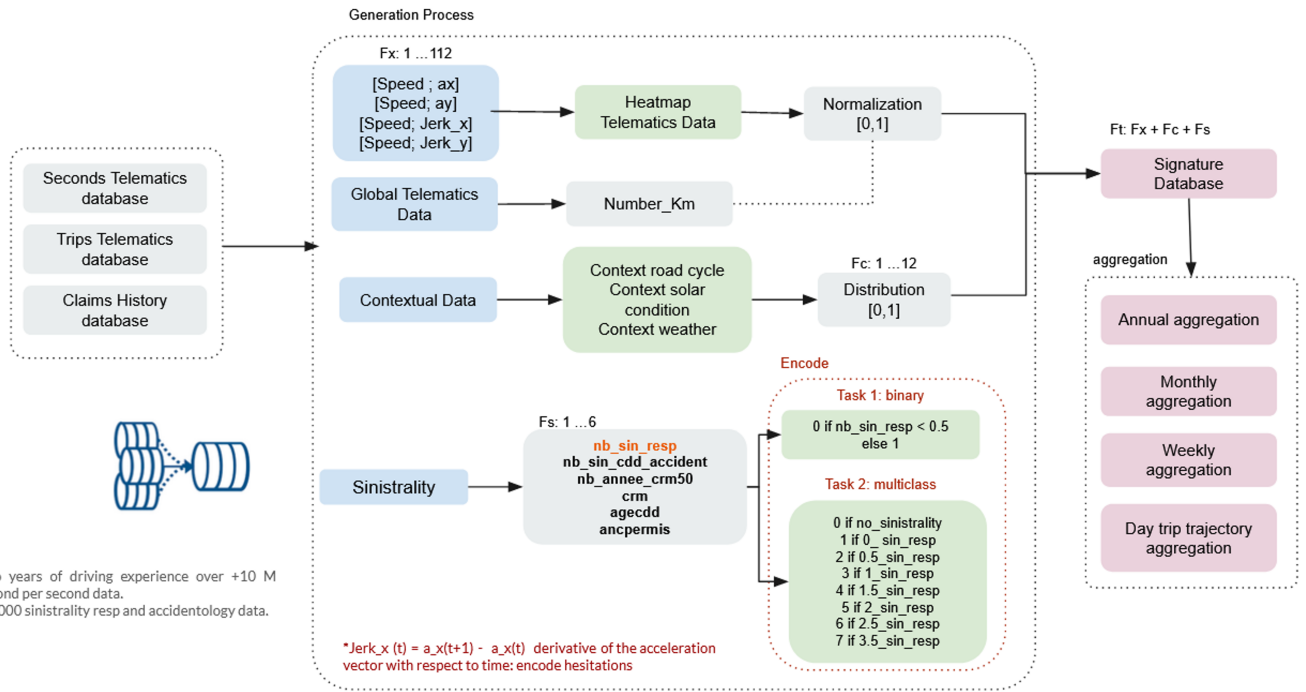 Generation Process
Fx: 1 ...112
[Speed ; ax]
[Speed; ay]
[Speed; Jerk_x]
[Speed; Jerk_y]
Heatmap
Telematics Data
Normalization
[0,1]
Ft: Fx + Fc + Fs
Signature
Database
Seconds Telematics
database
Trips Telematics
database
Claims History
database
Global Telematics
Data
Number_Km
Contextual Data
Context road cycle
Context solar
condition
Context weather
Fc: 1 ...12
Distribution
[0,1]
aggregation
Annual aggregation
Monthly
aggregation
Weekly
aggregation
Day trip trajectory
aggregation
Sinistrality
Fs: 1 ...6
nb_sin_resp
nb_sin_cdd_accident
nb_annee_crm50
crm
agecdd
ancpermis
Encode
Task 1: binary
0 if nb_sin_resp < 0.5
else 1
Task 2: multiclass
0 if no_sinistrality
1 if 0_ sin_resp
2 if 0.5_sin_resp
3 if 1_sin_resp
4 if 1.5_sin_resp
5 if 2_sin_resp
6 if 2.5_sin_resp
7 if 3.5_sin_resp
years of driving experience over +10 M
per second data.
000 sinistrality resp and accidentology data.
*Jerk_x (t) = a_x(t+1) - a_x(t) derivative of the acceleration
vector with respect to time: encode hesitations